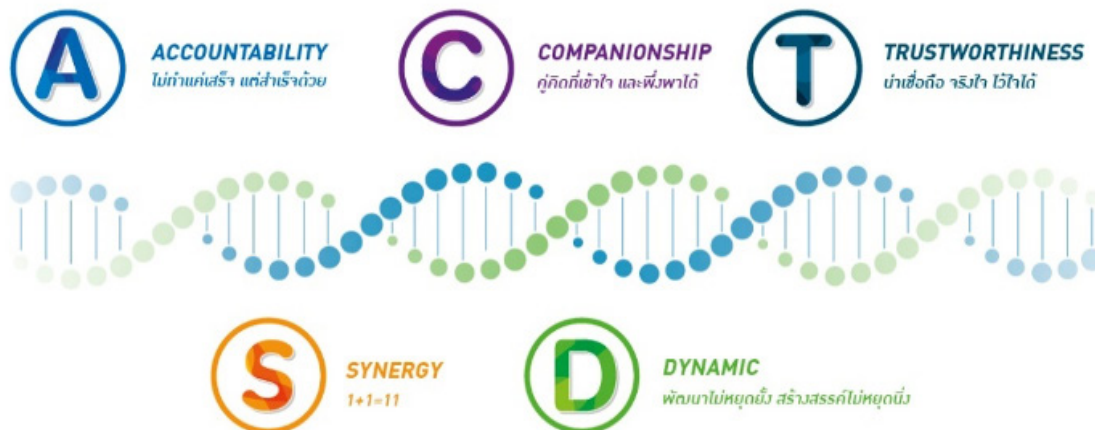 A
ACCOUNTABILITY
ไม่ทำแค่เสร็จ แต่สำเร็จด้วย
C
COMPANIONSHIP
คู่คิดที่เข้าใจ และพึ่งพาได้
T
TRUSTWORTHINESS
น่าเชื่อถือ จริงใจ ไว้ใจได้
S
SYNERGY
1+1=11
D
DYNAMIC
พัฒนาไม่หยุดยั้ง สร้างสรรค์ไม่หยุดนิ่ง